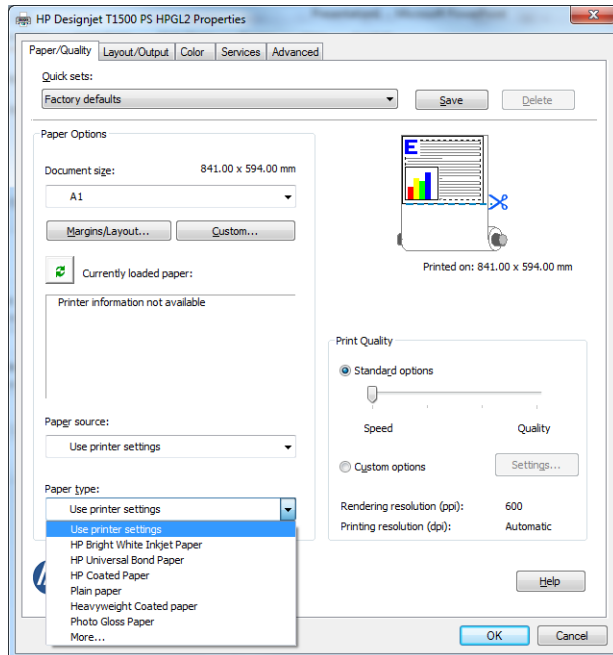 HP Designjet T1500 PS HPGL2 Properties
Paper/Quality Layout/Output Color Services Advanced
Quick sets:
Factory defaults
Save
Delete
Paper Options
Document size:
841.00 x 594.00 mm
A1
Margins/Layout...
Custom...
Currently loaded paper:
Printer information not available
E
Printed on: 841.00 x 594.00 mm
Paper source:
Use printer settings
Paper type:
Use printer settings
Use printer settings
HP Bright White Inkjet Paper
HP Universal Bond Paper
HP Coated Paper
Plain paper
Heavyweight Coated paper
Photo Gloss Paper
More...
Print Quality
Standard options
Speed
Quality
Custom options
Settings...
Rendering resolution (ppi):
600
Printing resolution (dpi):
Automatic
Help
OK
Cancel